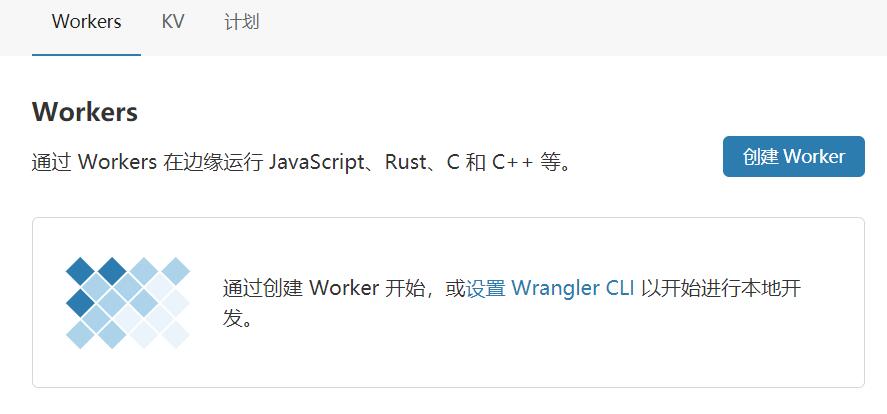 Workers KV 计划
Workers
通过 Workers 在边缘运行 JavaScript、Rust、C 和 C++ 等。
创建 Worker
通过创建 Worker 开始，或设置 Wrangler CLI 以开始进行本地开
发。